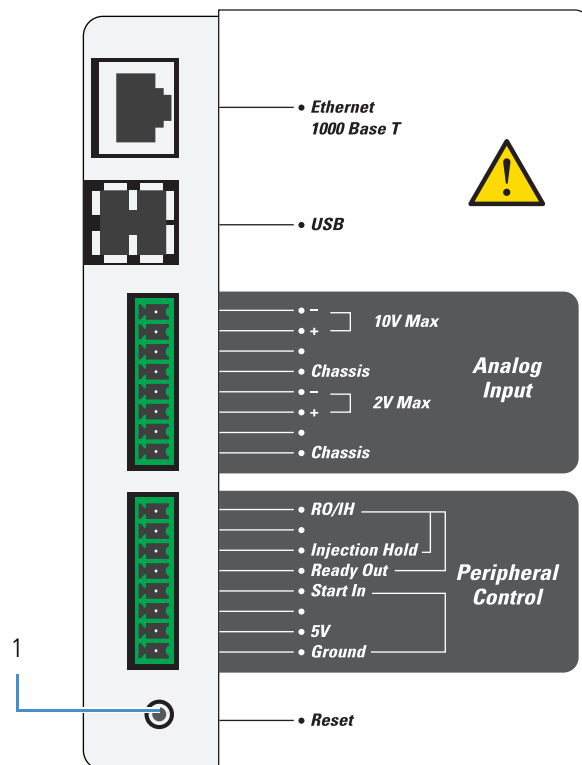 Ethernet
1000 Base T
USB
–
10V Max
+
Chassis
Analog
Input
–
2V Max
+
Chassis
RO/IH
Injection Hold
Ready Out
Peripheral
Control
Start In
5V
Ground
1
Reset